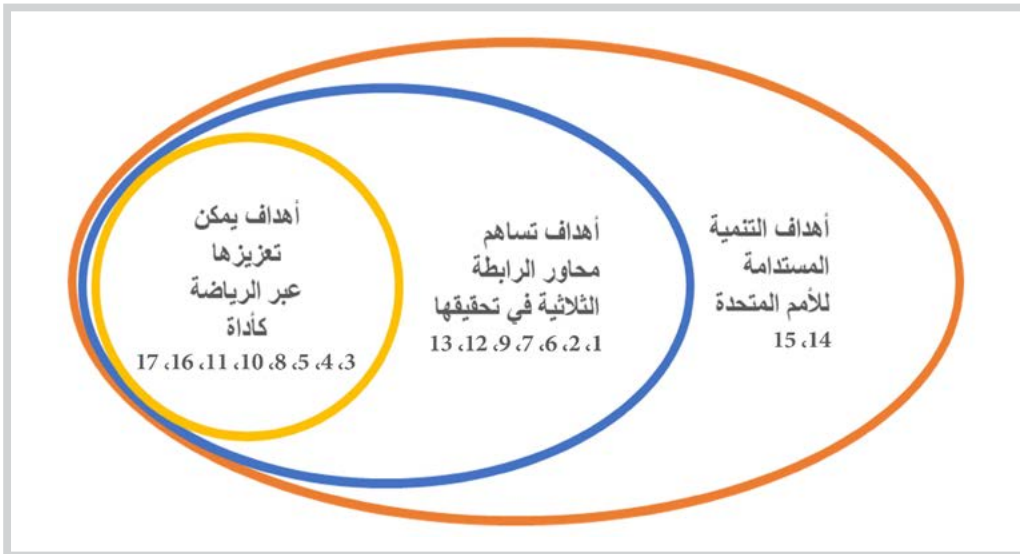 أهداف التنمية
المستدامة
للأمم المتحدة
14، 15
أهداف تساهم
محاور الرابطة
الثلاثية في تحقيقها
1، 2، 6، 7، 9، 12، 13
أهداف يمكن
تعزيزها
عبر الرياضة
كأداة
3، 4، 5، 8، 10، 11، 16، 17